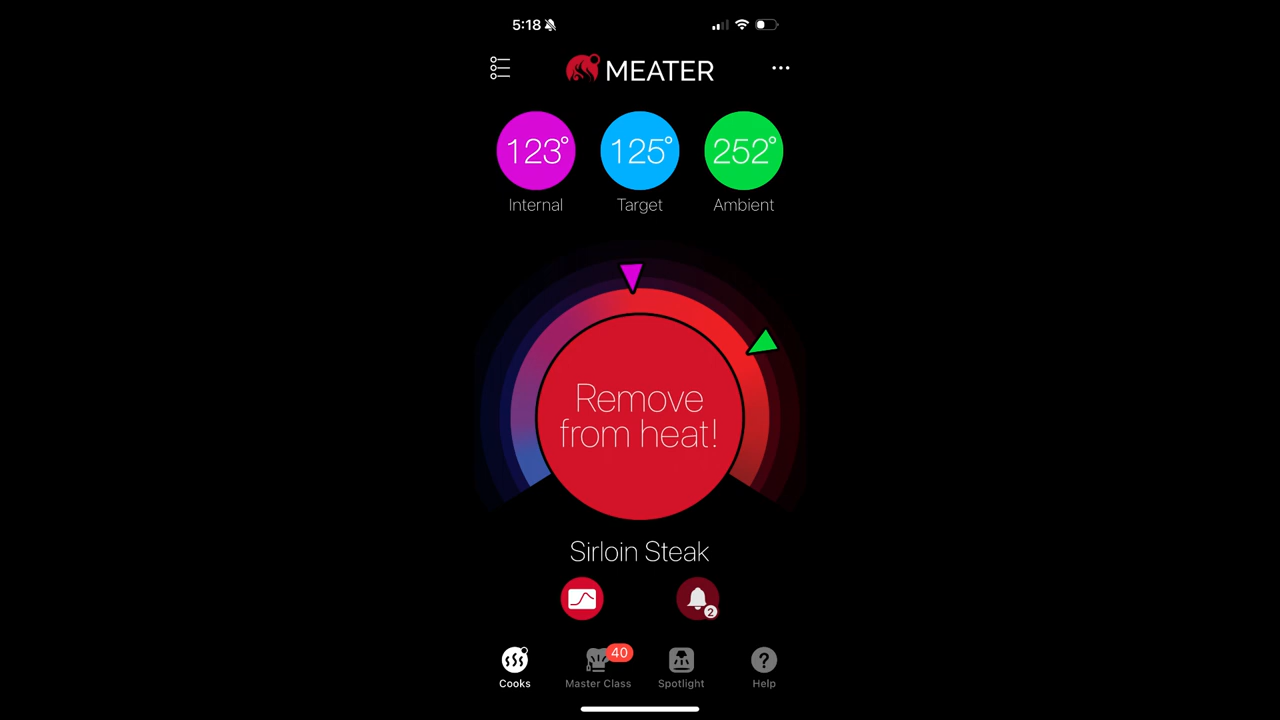 5:18
MEATER
123° 125° 252°
Internal Target Ambient
Remove
from heat!
Sirloin Steak
2
40
Cooks Master Class Spotlight Help